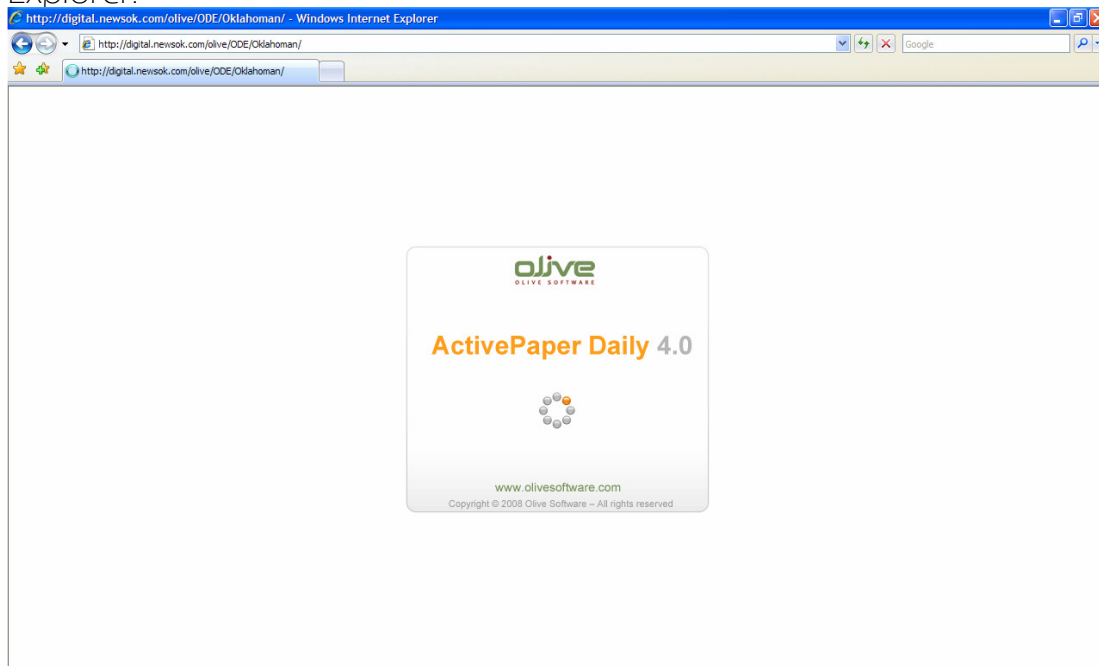 Explorer.
http://digital.newsok.com/olive/ODE/Oklahoman/ - Windows Internet Explorer
http://digital.newsok.com/olive/ODE/Oklahoman/
Google
http://digital.newsok.com/olive/ODE/Oklahoman/
olive
OLIVE SOFTWARE
ActivePaper Daily 4.0
www.olivesoftware.com
Copyright © 2008 Olive Software – All rights reserved